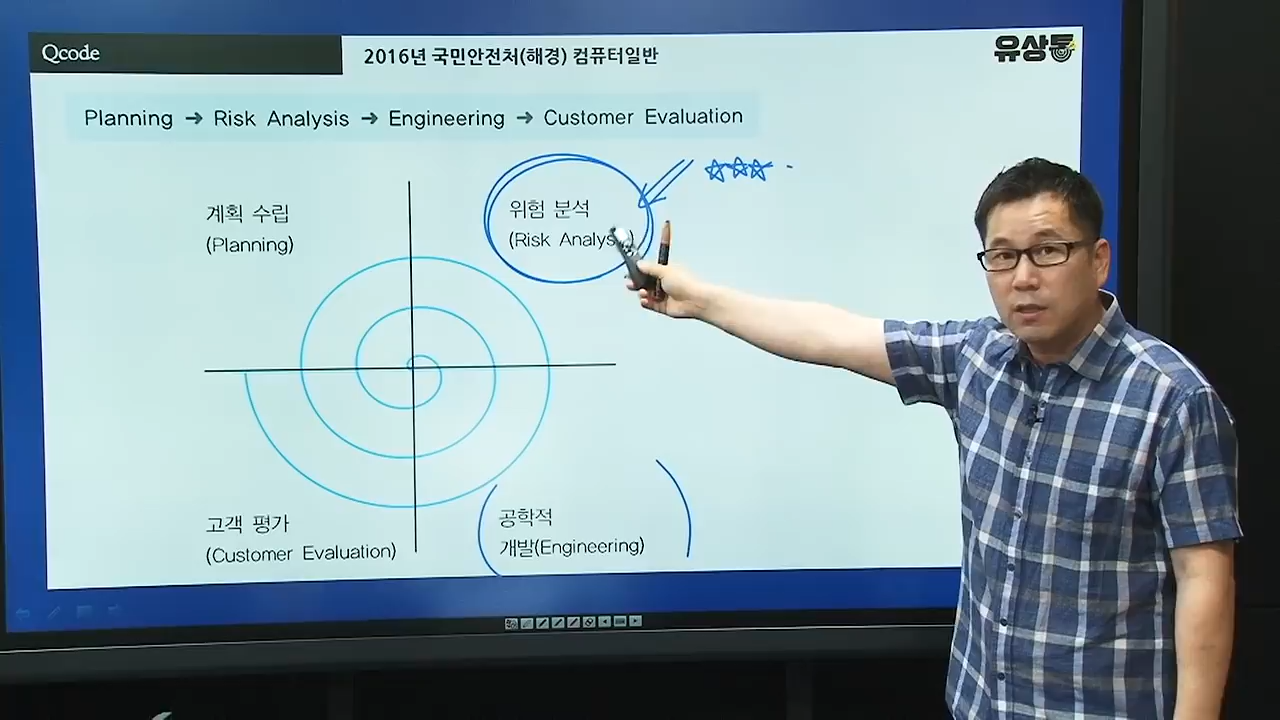 Qcode
2016년 국민안전처(해경) 컴퓨터일반
유상통
Planning → Risk Analysis → Engineering → Customer Evaluation
계획 수립
(Planning)
위험 분석
(Risk Analys
고객 평가
(Customer Evaluation)
공학적
개발(Engineering)